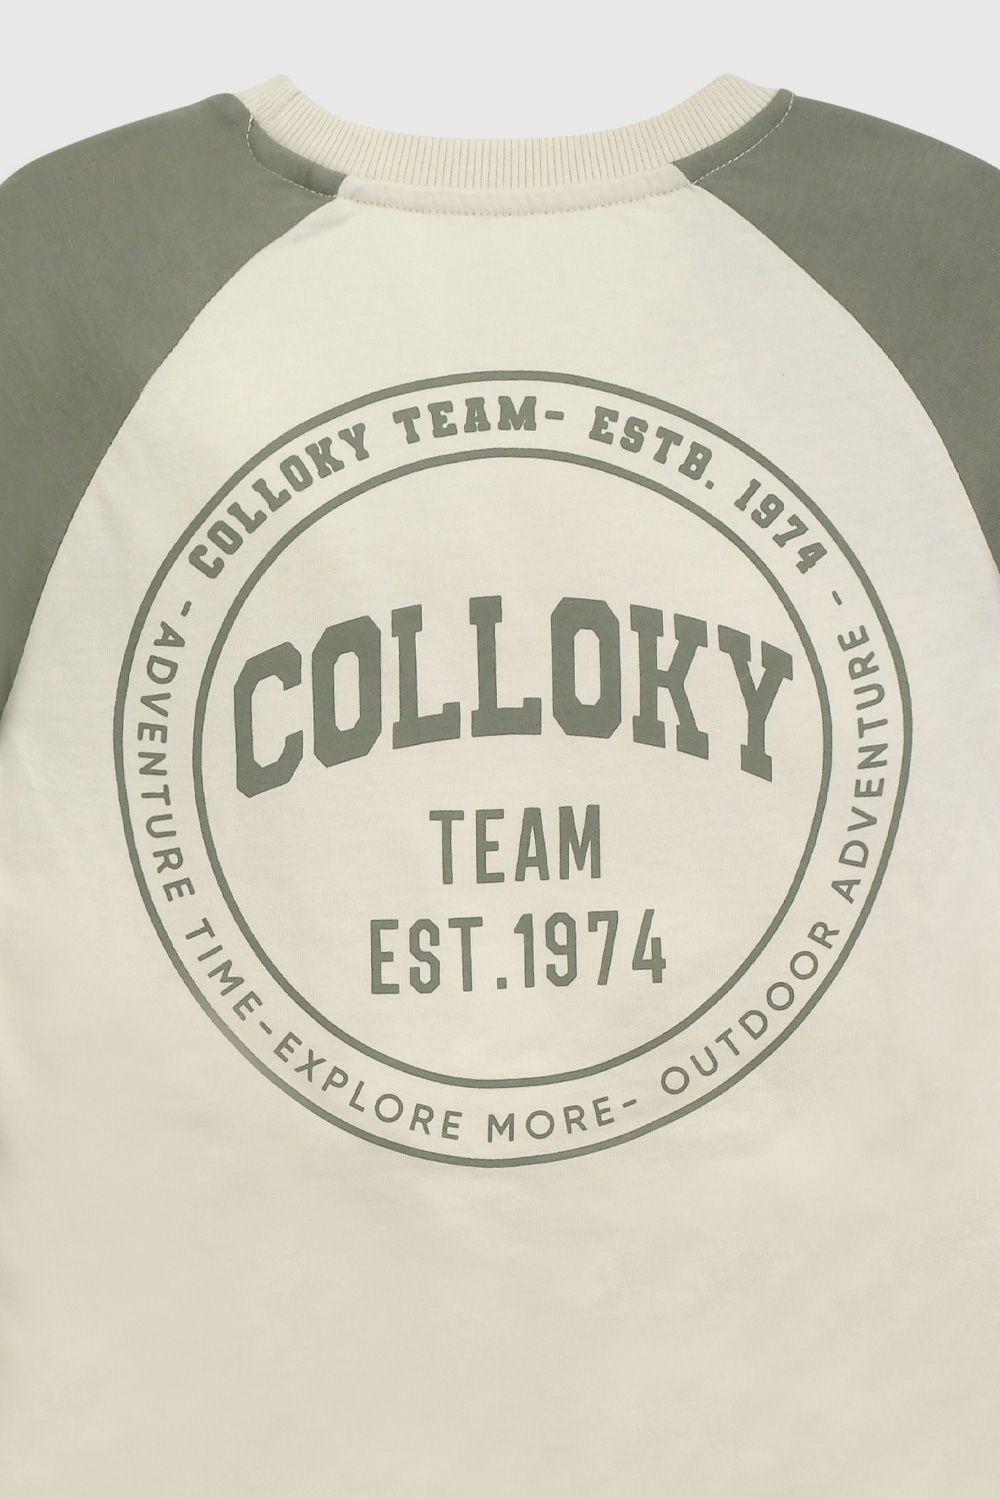 COLLOKY TEAM- ESTB. 1974 -
- ADVENTURE TIME-EXPLORE MORE- OUTDOOR ADVENTURE
COLLOKY
TEAM
EST.1974